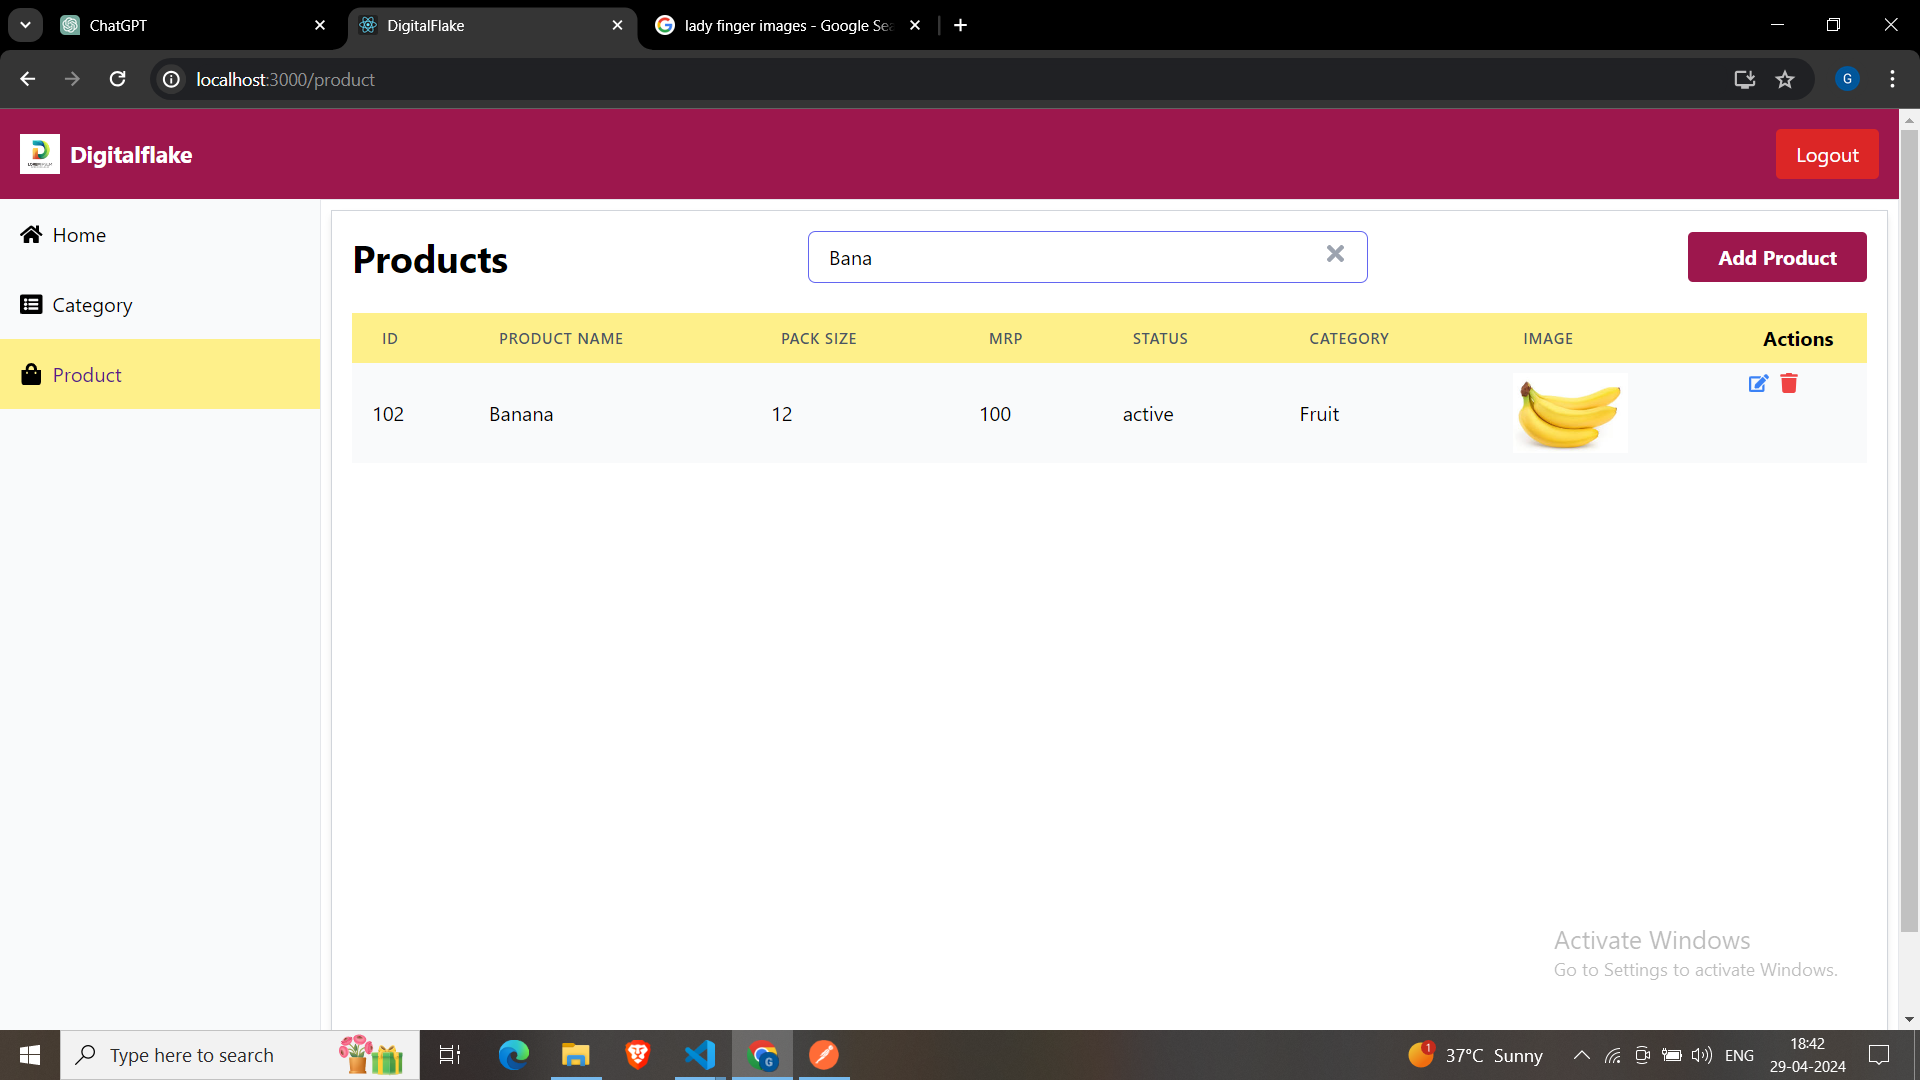 ChatGPT
DigitalFlake
lady finger images - Google Sea
localhost:3000/product
G
Digitalflake
Logout
Home
Category
Product
Products
Bana
Add Product
ID PRODUCT NAME PACK SIZE MRP STATUS CATEGORY IMAGE Actions
102 Banana 12 100 active Fruit
Activate Windows
Go to Settings to activate Windows.
Type here to search
G
1
37°C Sunny
ENG
18:42
29-04-2024